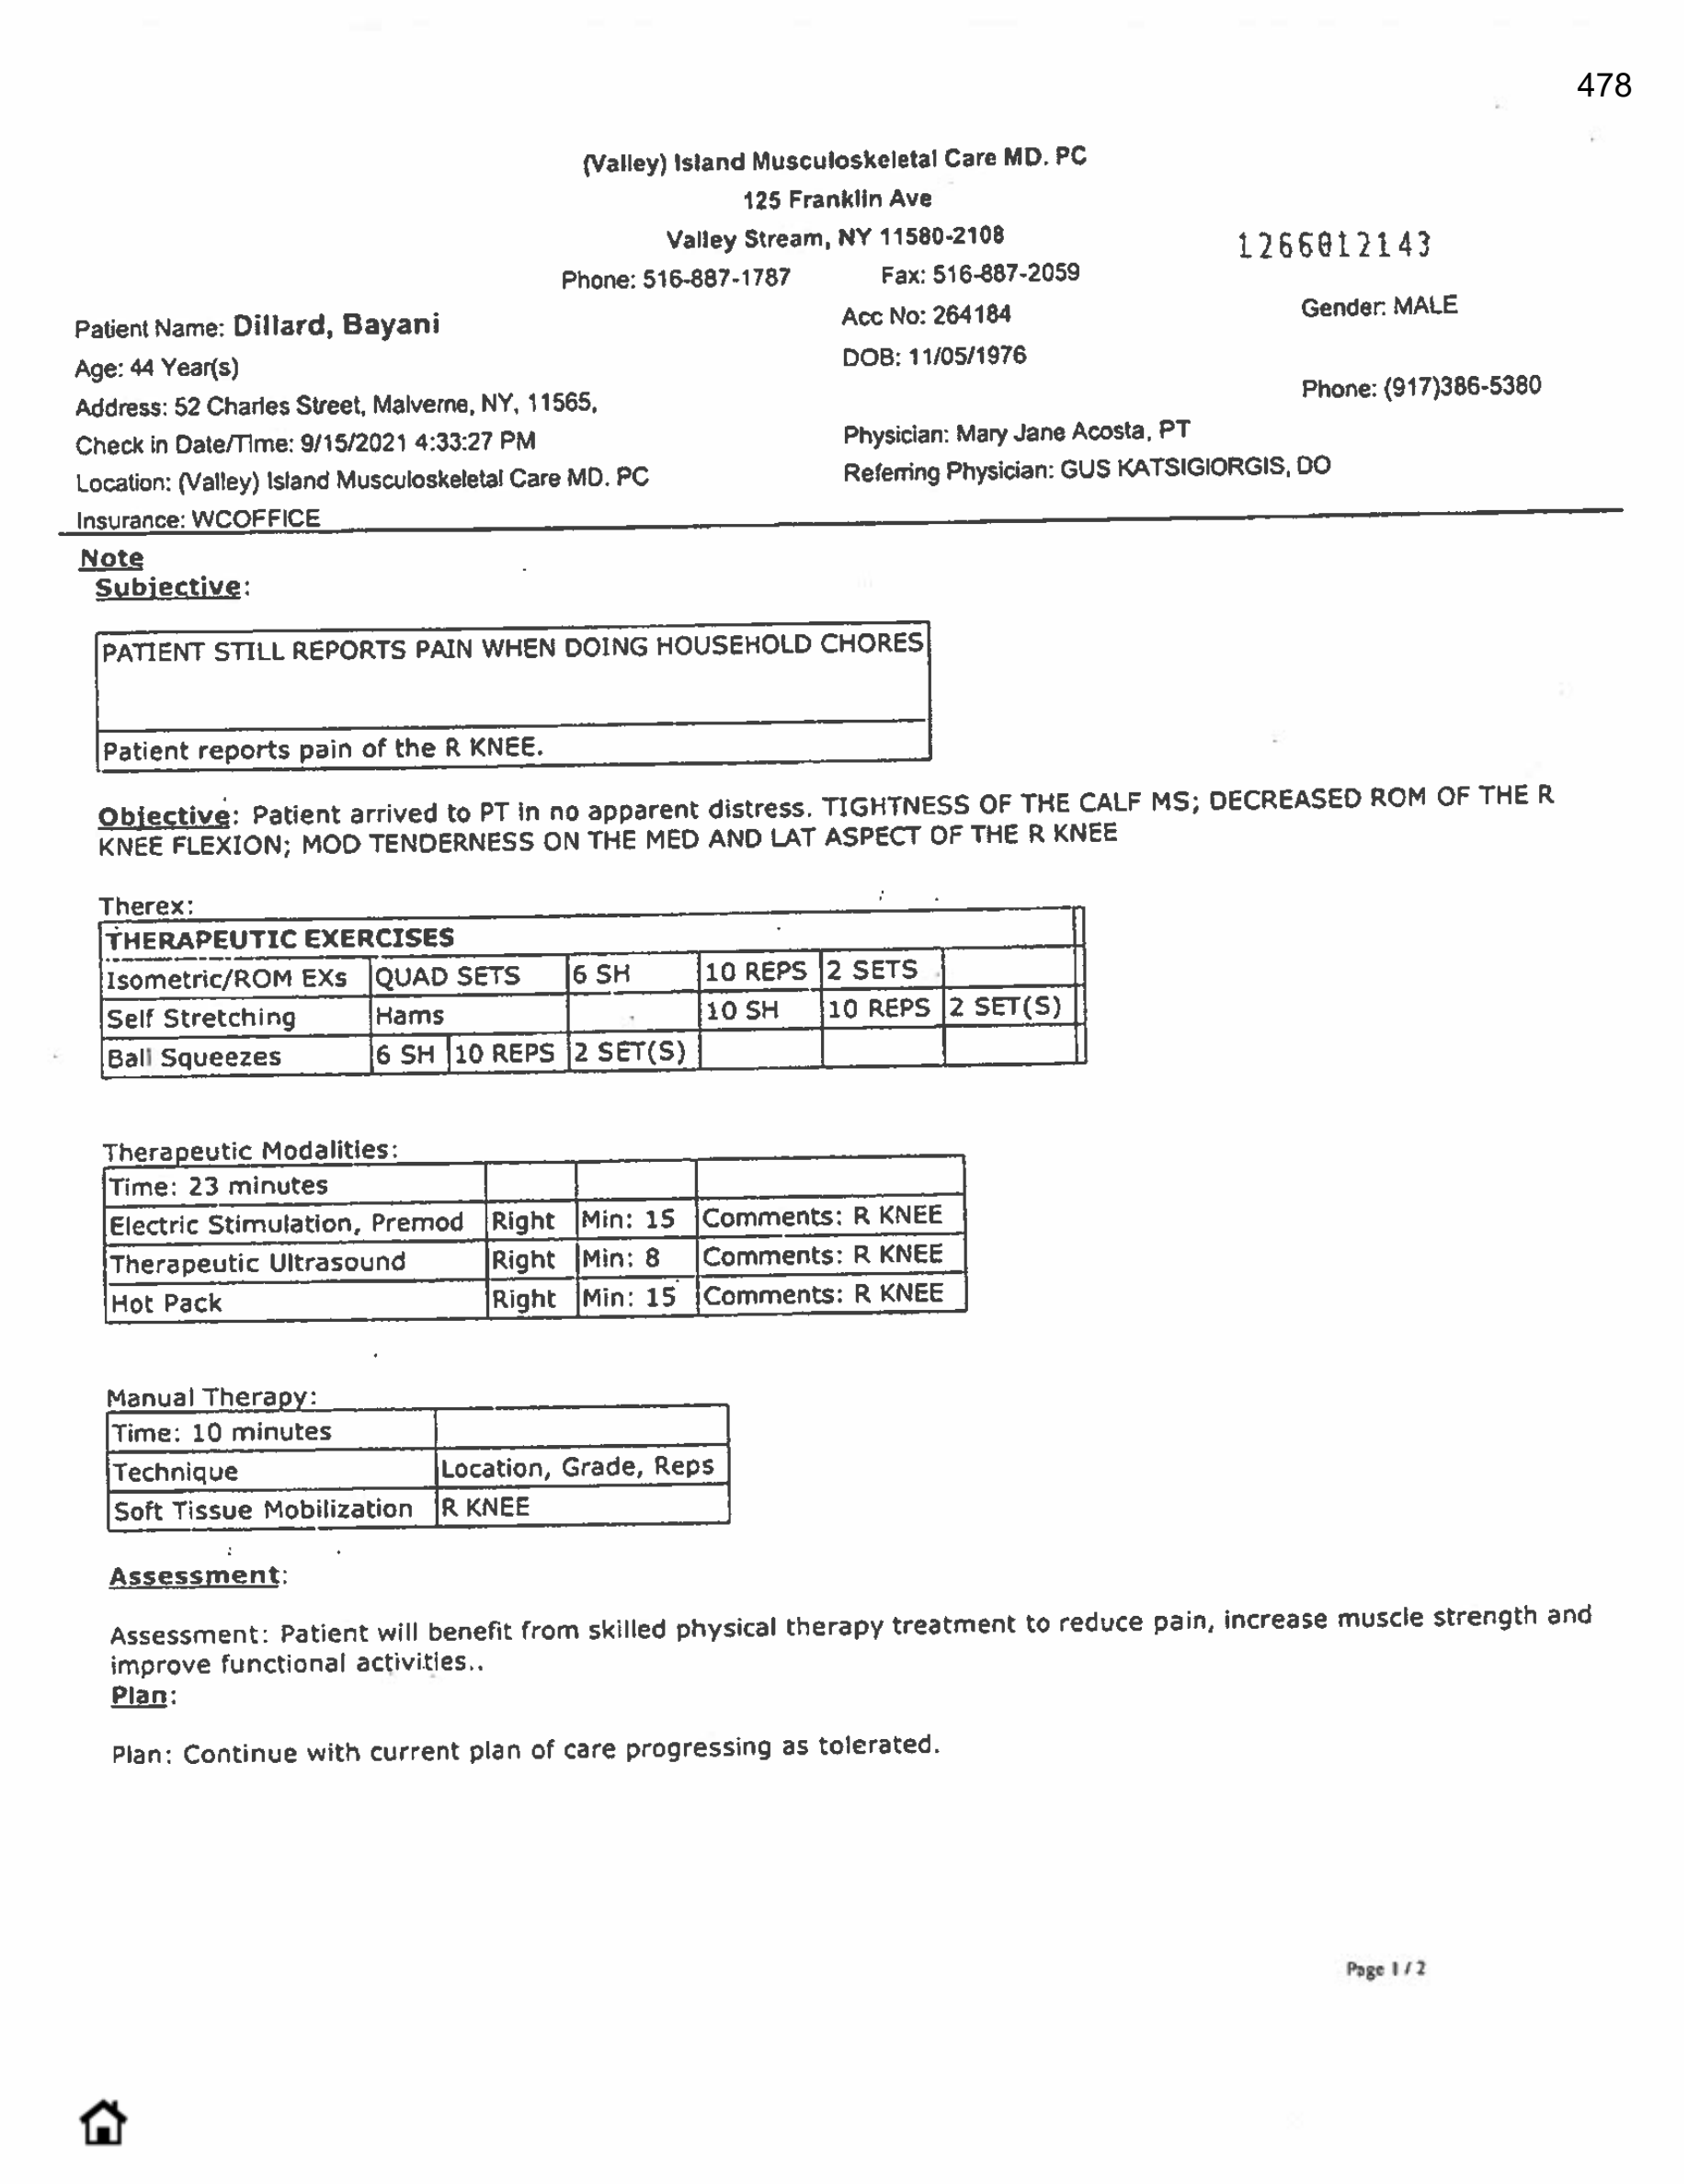 478
(Valley) Island Musculoskeletal Care MD. PC
125 Franklin Ave
Valley Stream, NY 11580-2108
1266012143
Phone: 516-887-1787 Fax: 516-887-2059
Patient Name: Dillard, Bayani Acc No: 264184 Gender: MALE
Age: 44 Year(s) DOB: 11/05/1976
Address: 52 Charles Street, Malverne, NY, 11565, Phone: (917)386-5380
Check in Date/Time: 9/15/2021 4:33:27 PM Physician: Mary Jane Acosta, PT
Location: (Valley) Island Musculoskeletal Care MD. PC Referring Physician: GUS KATSIGIORGIS, DO
Insurance: WCOFFICE
Note
Subjective:
PATIENT STILL REPORTS PAIN WHEN DOING HOUSEHOLD CHORES
Patient reports pain of the R KNEE.
Objective: Patient arrived to PT in no apparent distress. TIGHTNESS OF THE CALF MS; DECREASED ROM OF THE R
KNEE FLEXION; MOD TENDERNESS ON THE MED AND LAT ASPECT OF THE R KNEE
Therex:
THERAPEUTIC EXERCISES
Isometric/ROM EXs QUAD SETS 6 SH 10 REPS 2 SETS
Self Stretching Hams 10 SH 10 REPS 2 SET(S)
Ball Squeezes 6 SH 10 REPS 2 SET(S)
Therapeutic Modalities:
Time: 23 minutes
Electric Stimulation, Premod Right Min: 15 Comments: R KNEE
Therapeutic Ultrasound Right Min: 8 Comments: R KNEE
Hot Pack Right Min: 15 Comments: R KNEE
Manual Therapy:
Time: 10 minutes
Technique Location, Grade, Reps
Soft Tissue Mobilization R KNEE
Assessment:
Assessment: Patient will benefit from skilled physical therapy treatment to reduce pain, increase muscle strength and
improve functional activities..
Plan:
Plan: Continue with current plan of care progressing as tolerated.
Page 1 / 2